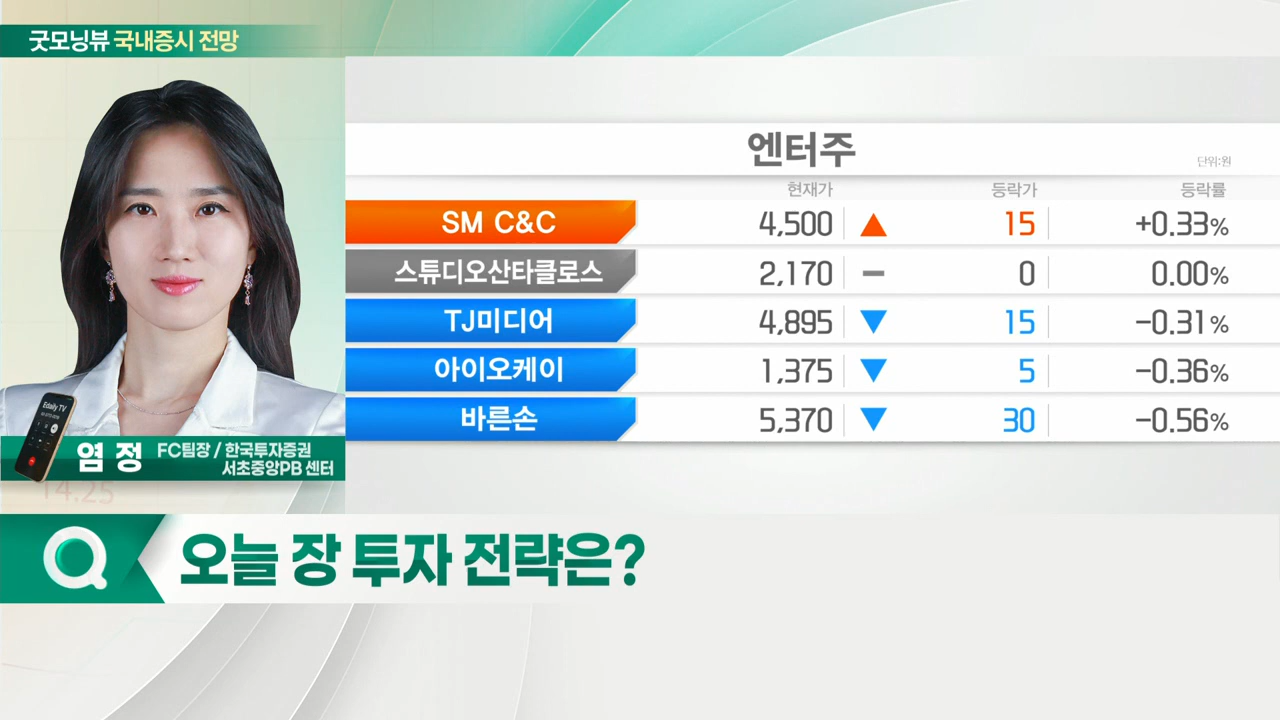 굿모닝뷰 국내증시 전망
엔터주
단위:원
현재가 등락가 등락률
SM C&C 4,500 ▲ 15 +0.33%
스튜디오산타클로스 2,170 - 0 0.00%
TJ미디어 4,895 ▼ 15 -0.31%
아이오케이 1,375 ▼ 5 -0.36%
바른손 5,370 ▼ 30 -0.56%
Edaily TV
염 정 FC팀장 / 한국투자증권
서초중앙PB 센터
14.25
Q 오늘 장 투자 전략은?